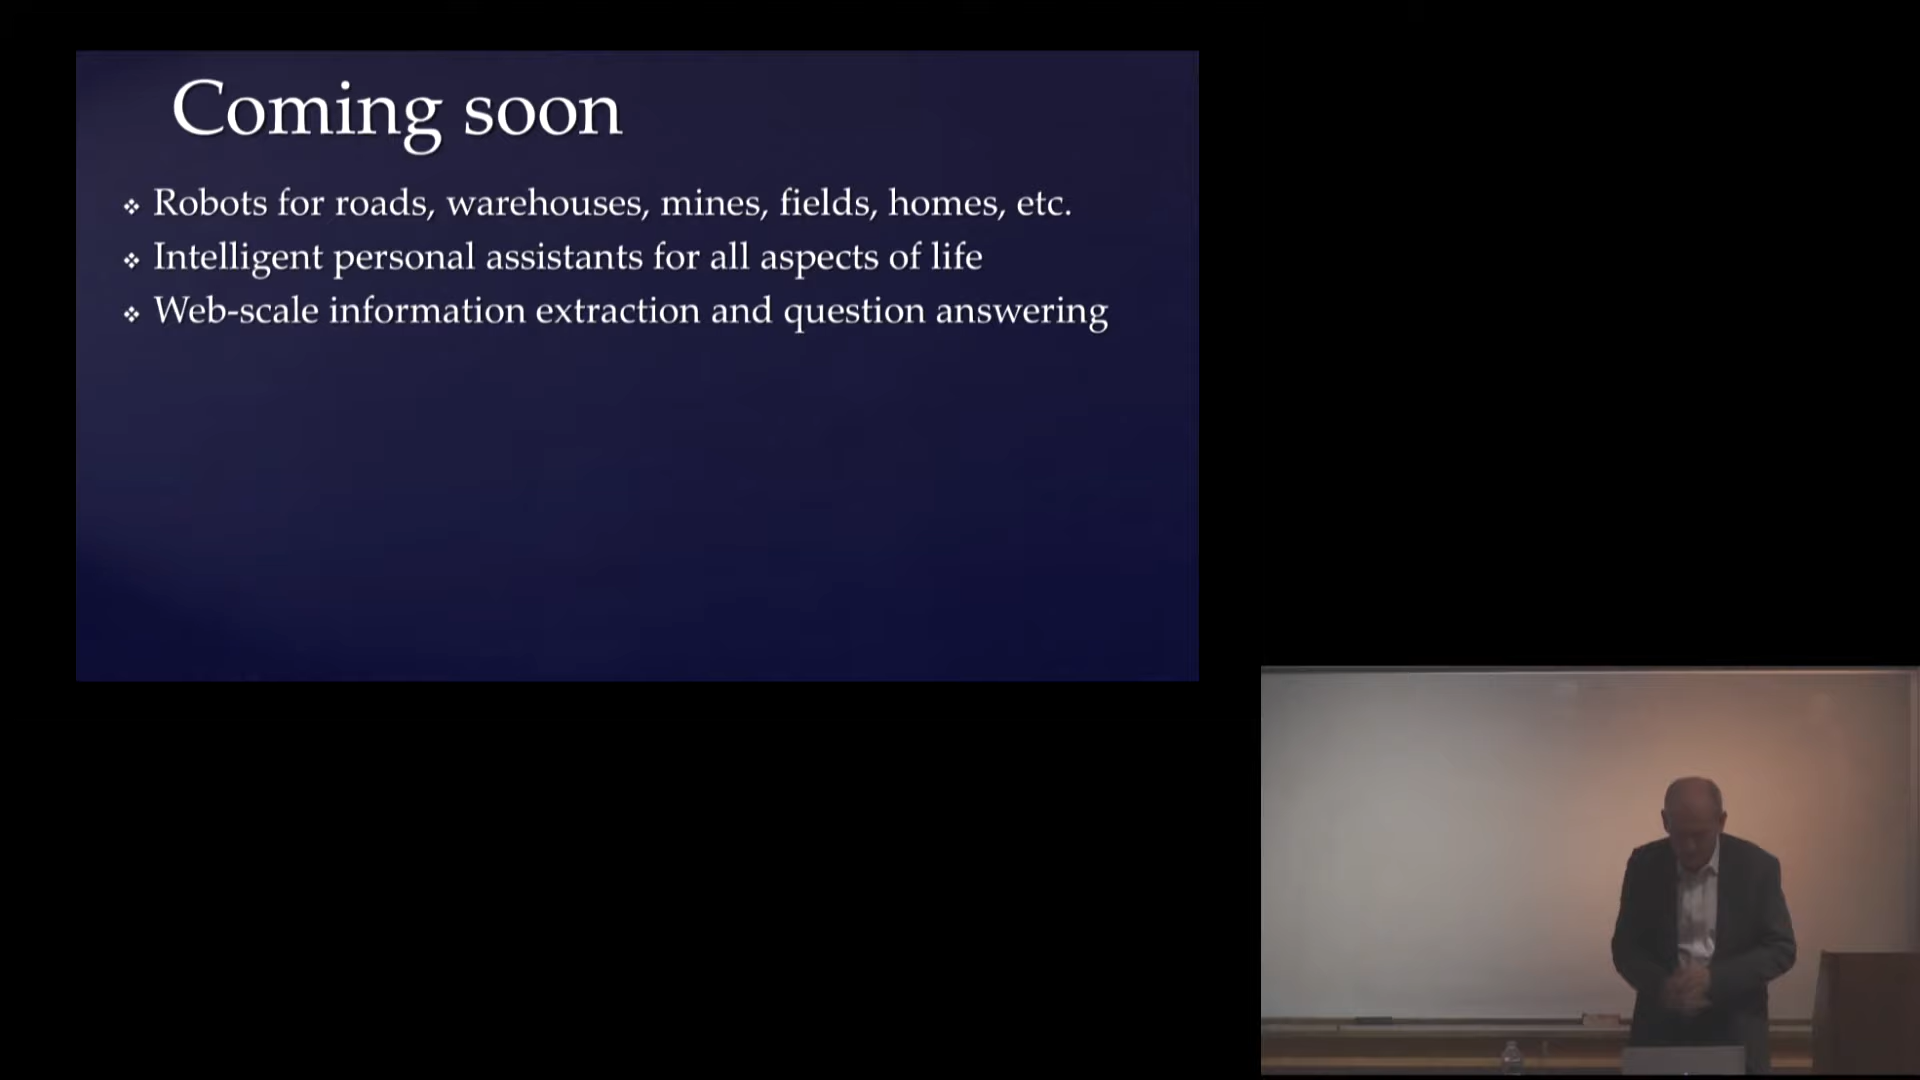 Coming soon
❖ Robots for roads, warehouses, mines, fields, homes, etc.
❖ Intelligent personal assistants for all aspects of life
❖ Web-scale information extraction and question answering